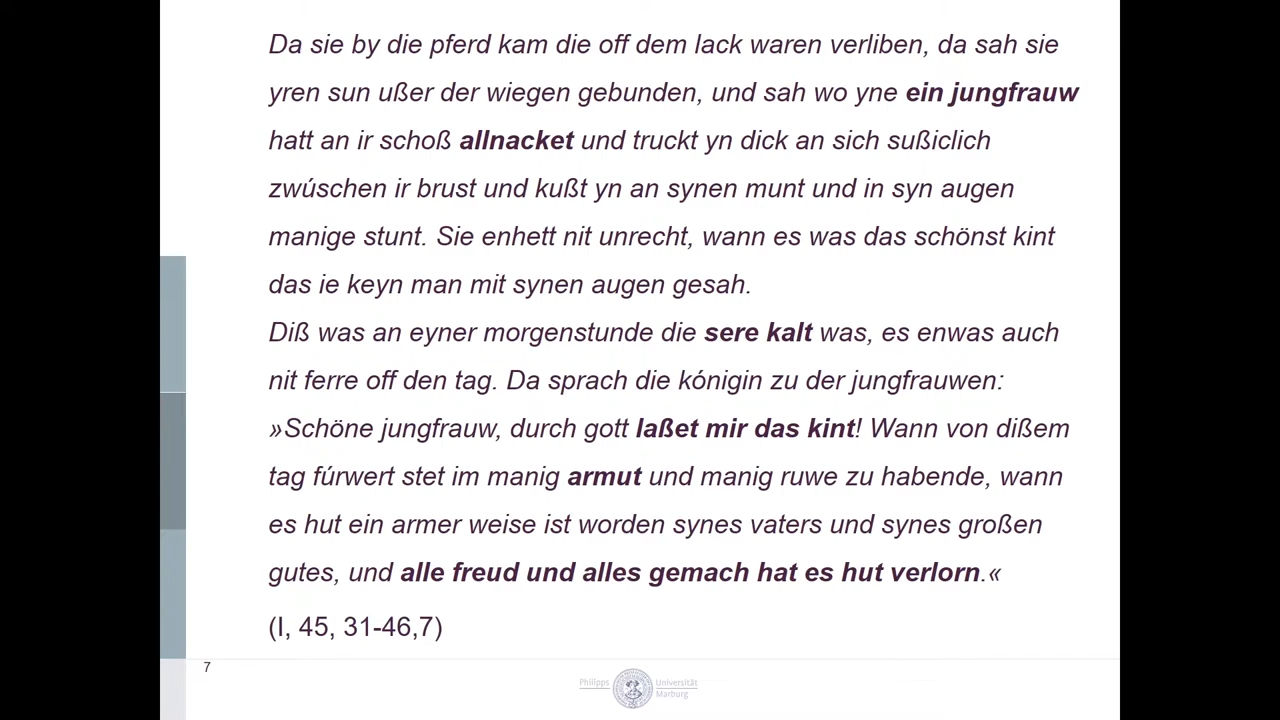 Da sie by die pferd kam die off dem lack waren verliben, da sah sie
yren sun ußer der wiegen gebunden, und sah wo yne ein jungfrauw
hatt an ir schoß allnacket und truckt yn dick an sich sußiclich
zwúschen ir brust und kußt yn an synen munt und in syn augen
manige stunt. Sie enhett nit unrecht, wann es was das schönst kint
das ie keyn man mit synen augen gesah.
Diß was an eyner morgenstunde die sere kalt was, es enwas auch
nit ferre off den tag. Da sprach die kónigin zu der jungfrauwen:
»Schöne jungfrauw, durch gott laßet mir das kint! Wann von dißem
tag fúrwert stet im manig armut und manig ruwe zu habende, wann
es hut ein armer weise ist worden synes vaters und synes großen
gutes, und alle freud und alles gemach hat es hut verlorn.«
(I, 45, 31-46,7)
7
Philipps Universität
Marburg